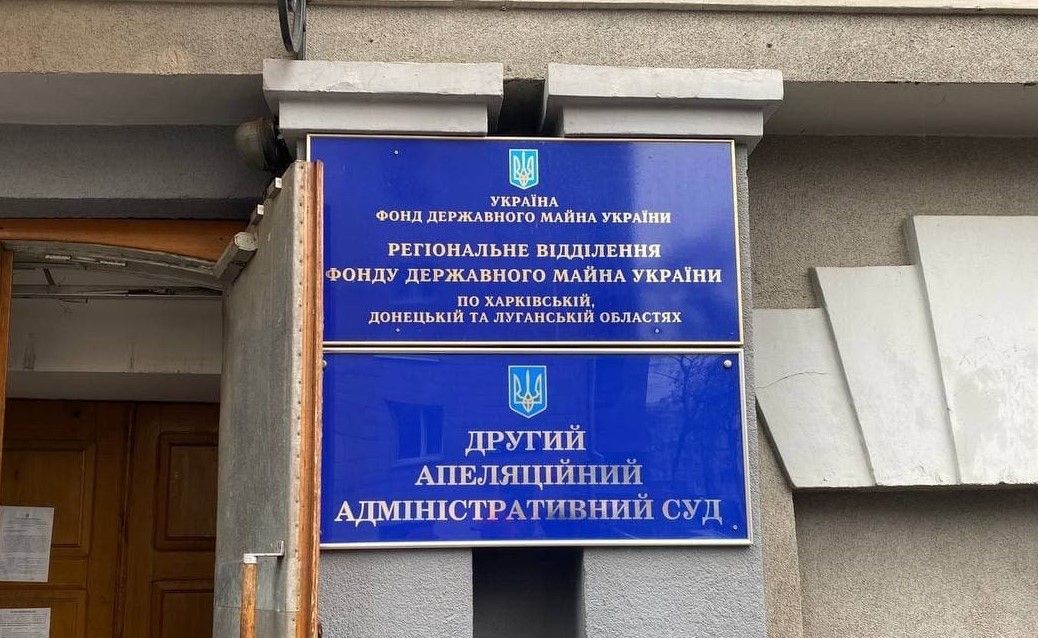 УКРАЇНА
ФОНД ДЕРЖАВНОГО МАЙНА УКРАЇНИ
РЕГІОНАЛЬНЕ ВІДДІЛЕННЯ
ФОНДУ ДЕРЖАВНОГО МАЙНА УКРАЇНИ
ПО ХАРКІВСЬКІЙ,
ДОНЕЦЬКІЙ ТА ЛУГАНСЬКІЙ ОБЛАСТЯХ
ДРУГИЙ
АПЕЛЯЦІЙНИЙ
АДМІНІСТРАТИВНИЙ СУД